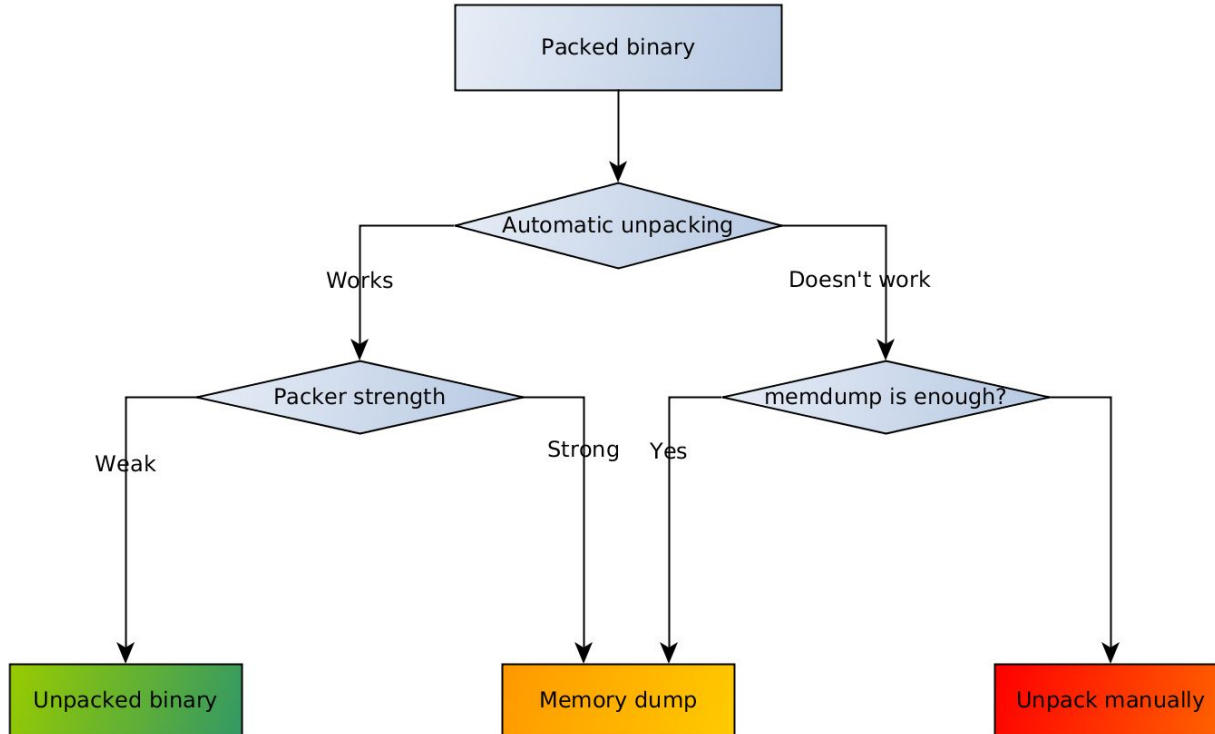 Packed binary
Automatic unpacking
Works
Doesn't work
Packer strength
memdump is enough?
Weak
Strong
Yes
Unpacked binary
Memory dump
Unpack manually